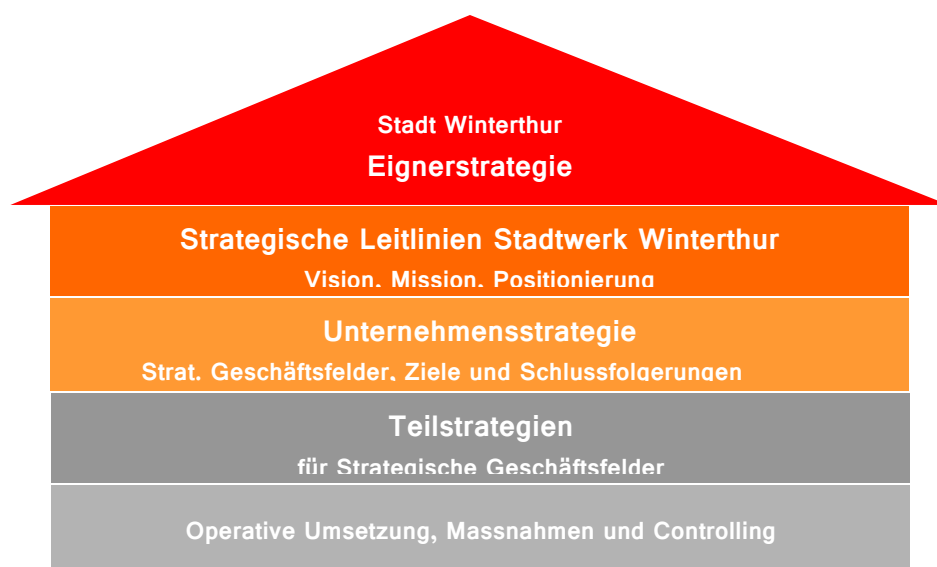 Stadt Winterthur
Eignerstrategie
Strategische Leitlinien Stadtwerk Winterthur
Vision, Mission, Positionierung
Unternehmensstrategie
Strat. Geschäftsfelder, Ziele und Schlussfolgerungen
Teilstrategien
für Strategische Geschäftsfelder
Operative Umsetzung, Massnahmen und Controlling